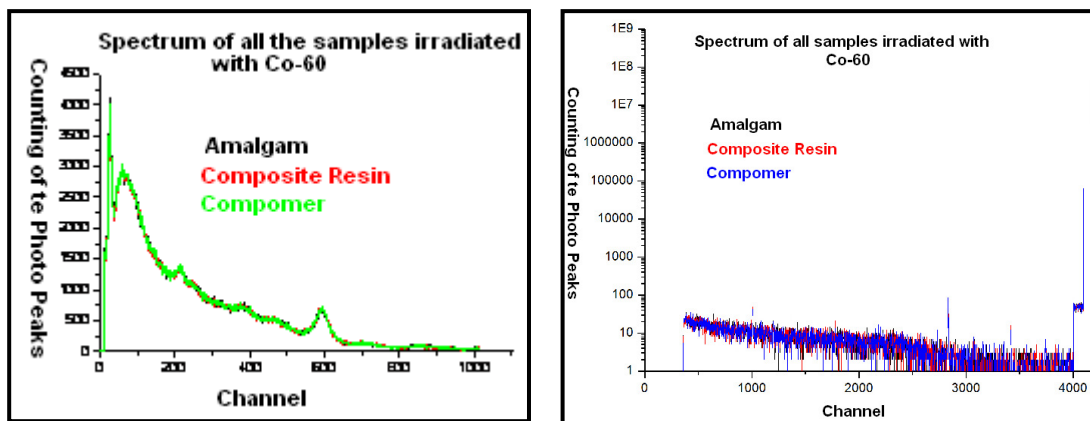 Spectrum of all the samples irradiated
with Co-60
Counting of te Photo Peaks
4500
4000
3500
3000
2500
2000
1500
1000
500
0
Amalgam
Composite Resin
Compomer
0
200
400
600
800
1000
Channel
Spectrum of all samples irradiated with
Co-60
Counting of te Photo Peaks
1E9
1E8
1E7
1000000
100000
10000
1000
100
10
1
Amalgam
Composite Resin
Compomer
0
1000
2000
3000
4000
Channel